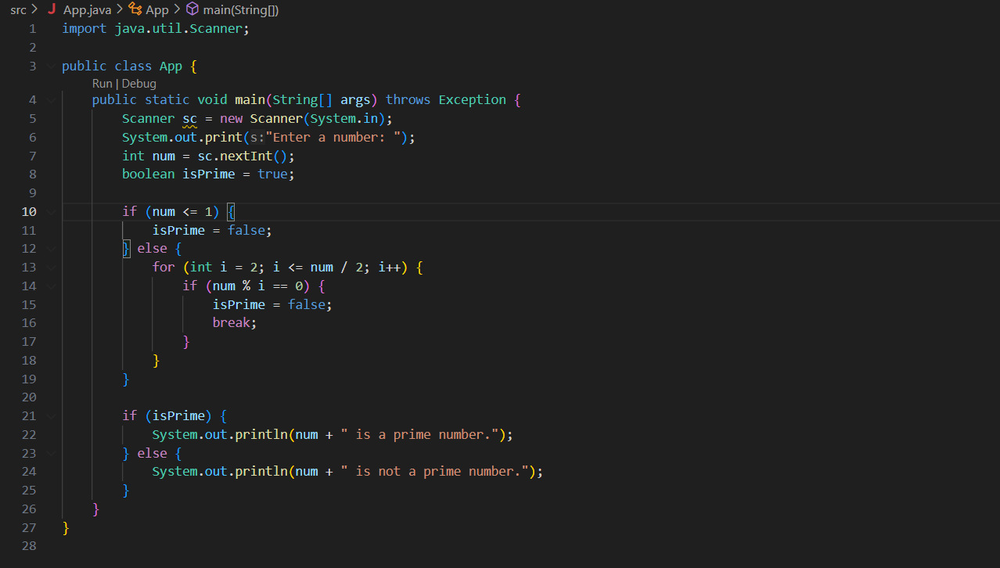 src > App.java > App > main(String[])
1 import java.util.Scanner;
2
3 public class App {
Run | Debug
4     public static void main(String[] args) throws Exception {
5         Scanner sc = new Scanner(System.in);
6         System.out.print(s:"Enter a number: ");
7         int num = sc.nextInt();
8         boolean isPrime = true;
9
10         if (num <= 1) {
11             isPrime = false;
12         } else {
13             for (int i = 2; i <= num / 2; i++) {
14                 if (num % i == 0) {
15                     isPrime = false;
16                     break;
17                 }
18             }
19         }
20
21         if (isPrime) {
22             System.out.println(num + " is a prime number.");
23         } else {
24             System.out.println(num + " is not a prime number.");
25         }
26     }
27 }
28